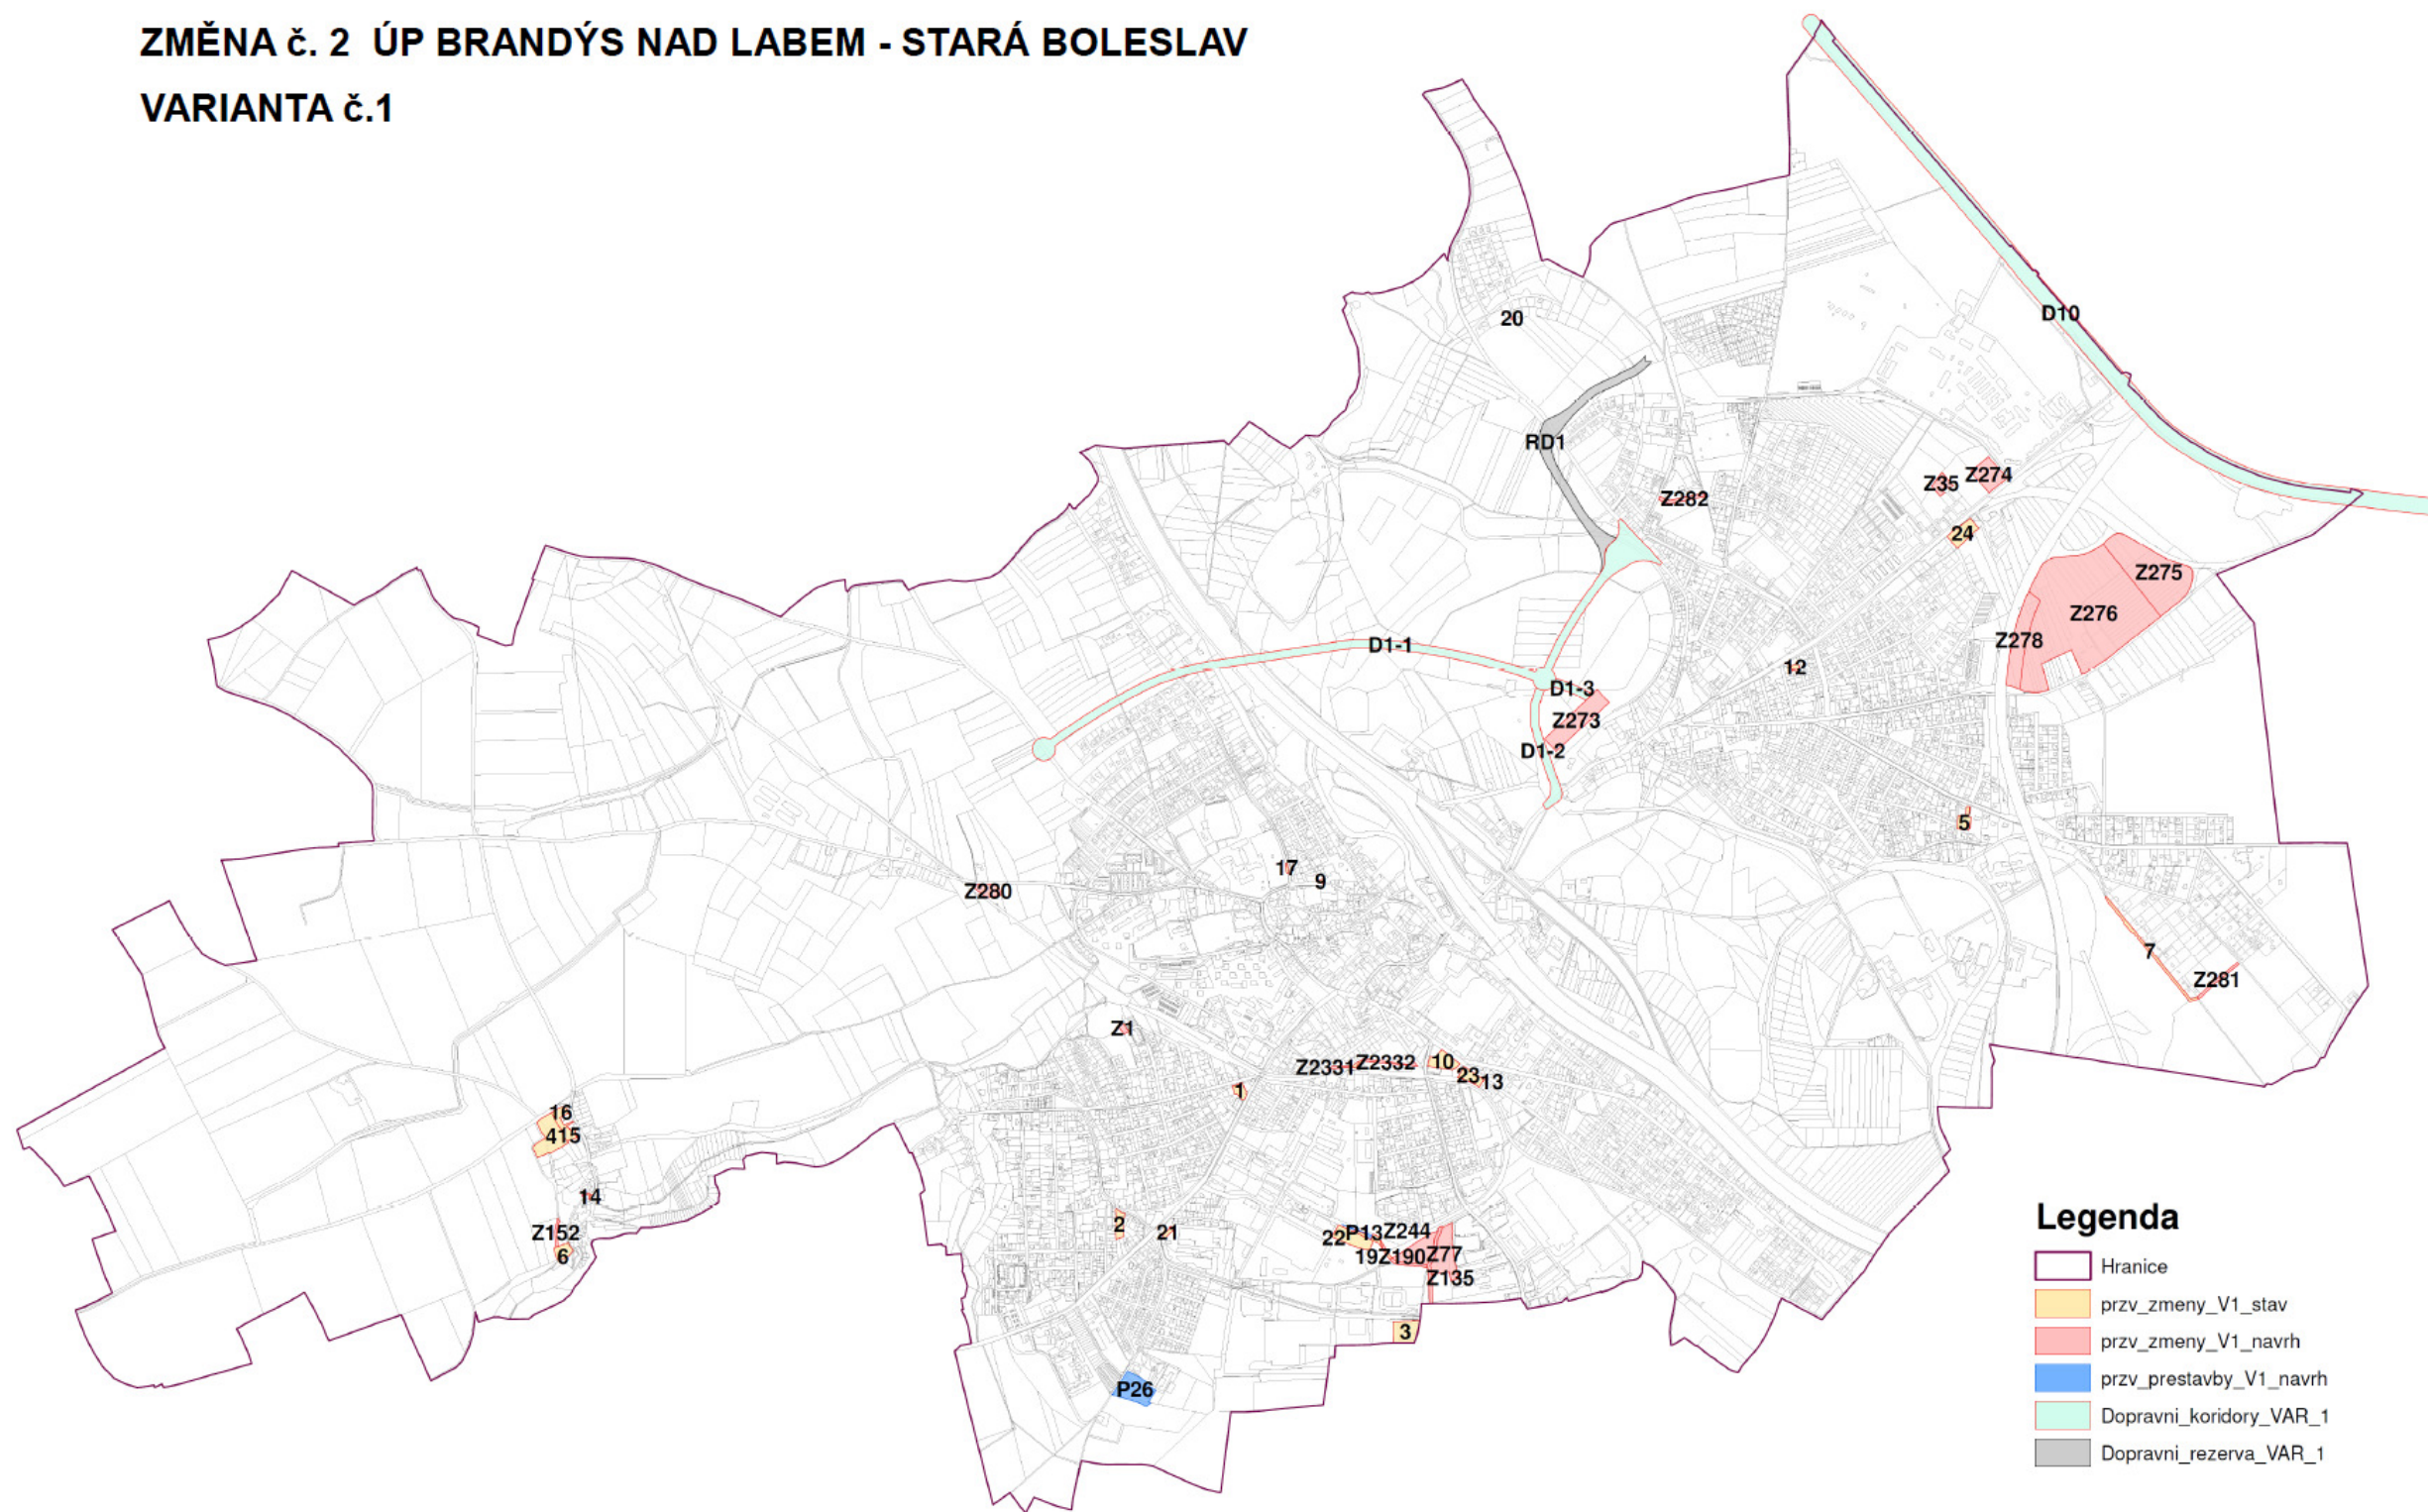 ZMĚNA č. 2 ÚP BRANDÝS NAD LABEM - STARÁ BOLESLAV
VARIANTA č.1
D10
20
RD1
Z282
Z35
Z274
24
Z275
Z276
Z278
D1-1
12
D1-3
Z273
D1-2
5
17
9
Z280
7
Z281
Z1
Z2331
Z2332
10
23
13
1
16
415
14
Z152
6
2
21
22
P13
Z244
19
Z190
Z77
Z135
3
P26
Legenda
Hranice
przv_zmeny_V1_stav
przv_zmeny_V1_navrh
przv_prestavby_V1_navrh
Dopravni_koridory_VAR_1
Dopravni_rezerva_VAR_1